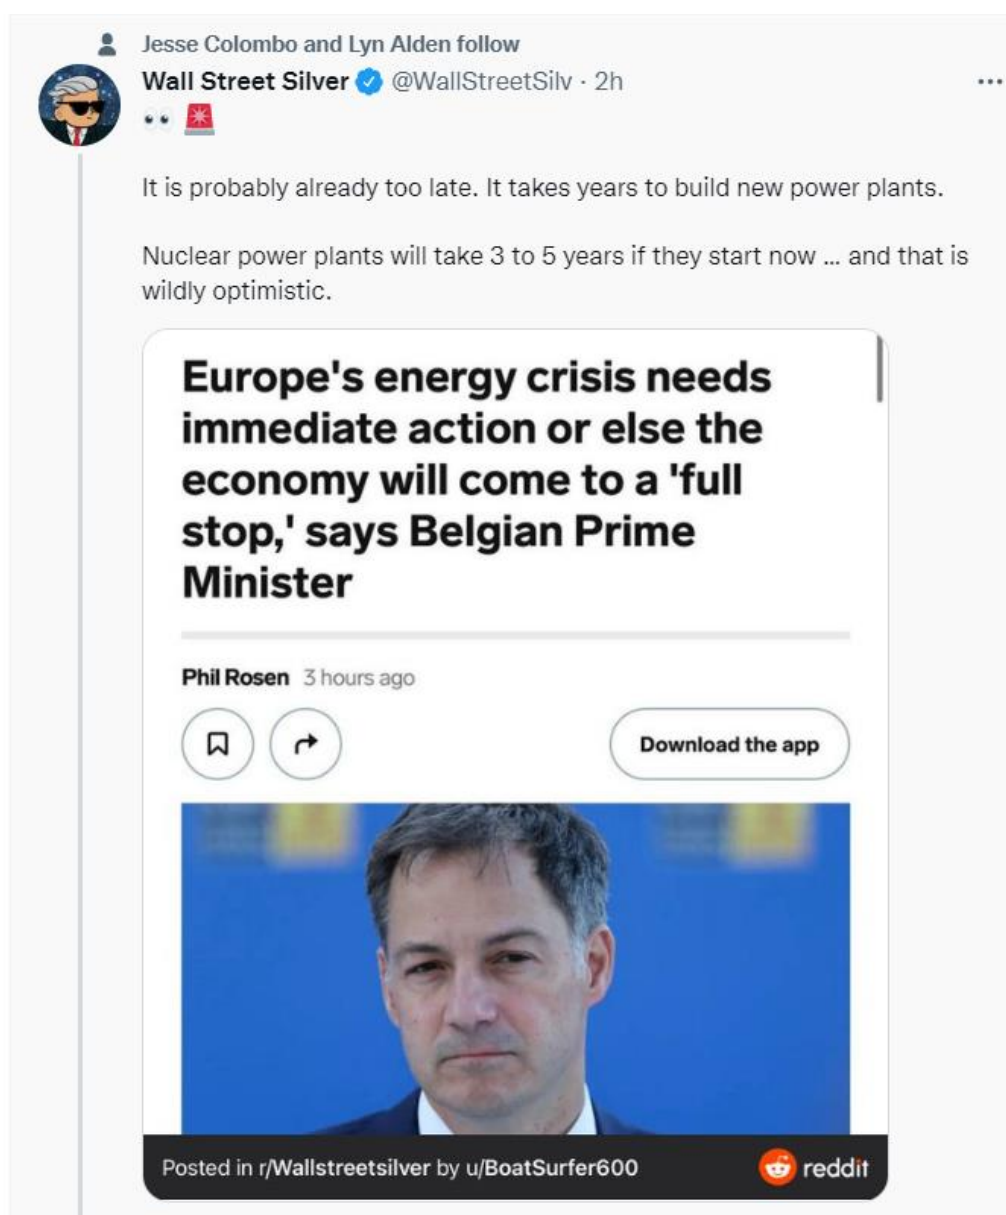 Jesse Colombo and Lyn Alden follow
Wall Street Silver @WallStreetSilv · 2h
It is probably already too late. It takes years to build new power plants.
Nuclear power plants will take 3 to 5 years if they start now ... and that is
wildly optimistic.
Europe's energy crisis needs
immediate action or else the
economy will come to a 'full
stop,' says Belgian Prime
Minister
Phil Rosen 3 hours ago
Download the app
Posted in r/Wallstreetsilver by u/BoatSurfer600
reddit